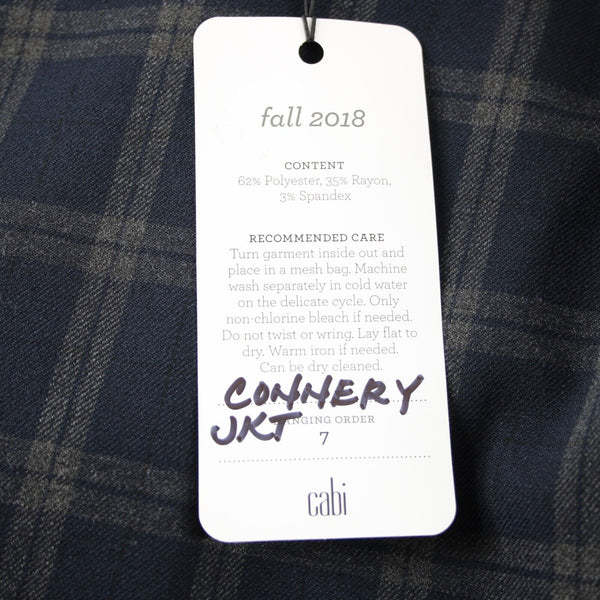 fall 2018
CONTENT
62% Polyester, 35% Rayon,
3% Spandex
RECOMMENDED CARE
Turn garment inside out and
place in a mesh bag. Machine
wash separately in cold water
on the delicate cycle. Only
non-chlorine bleach if needed.
Do not twist or wring. Lay flat to
dry. Warm iron if needed.
Can be dry cleaned.
CONNERY
HANGING ORDER
JKT
7
cabi